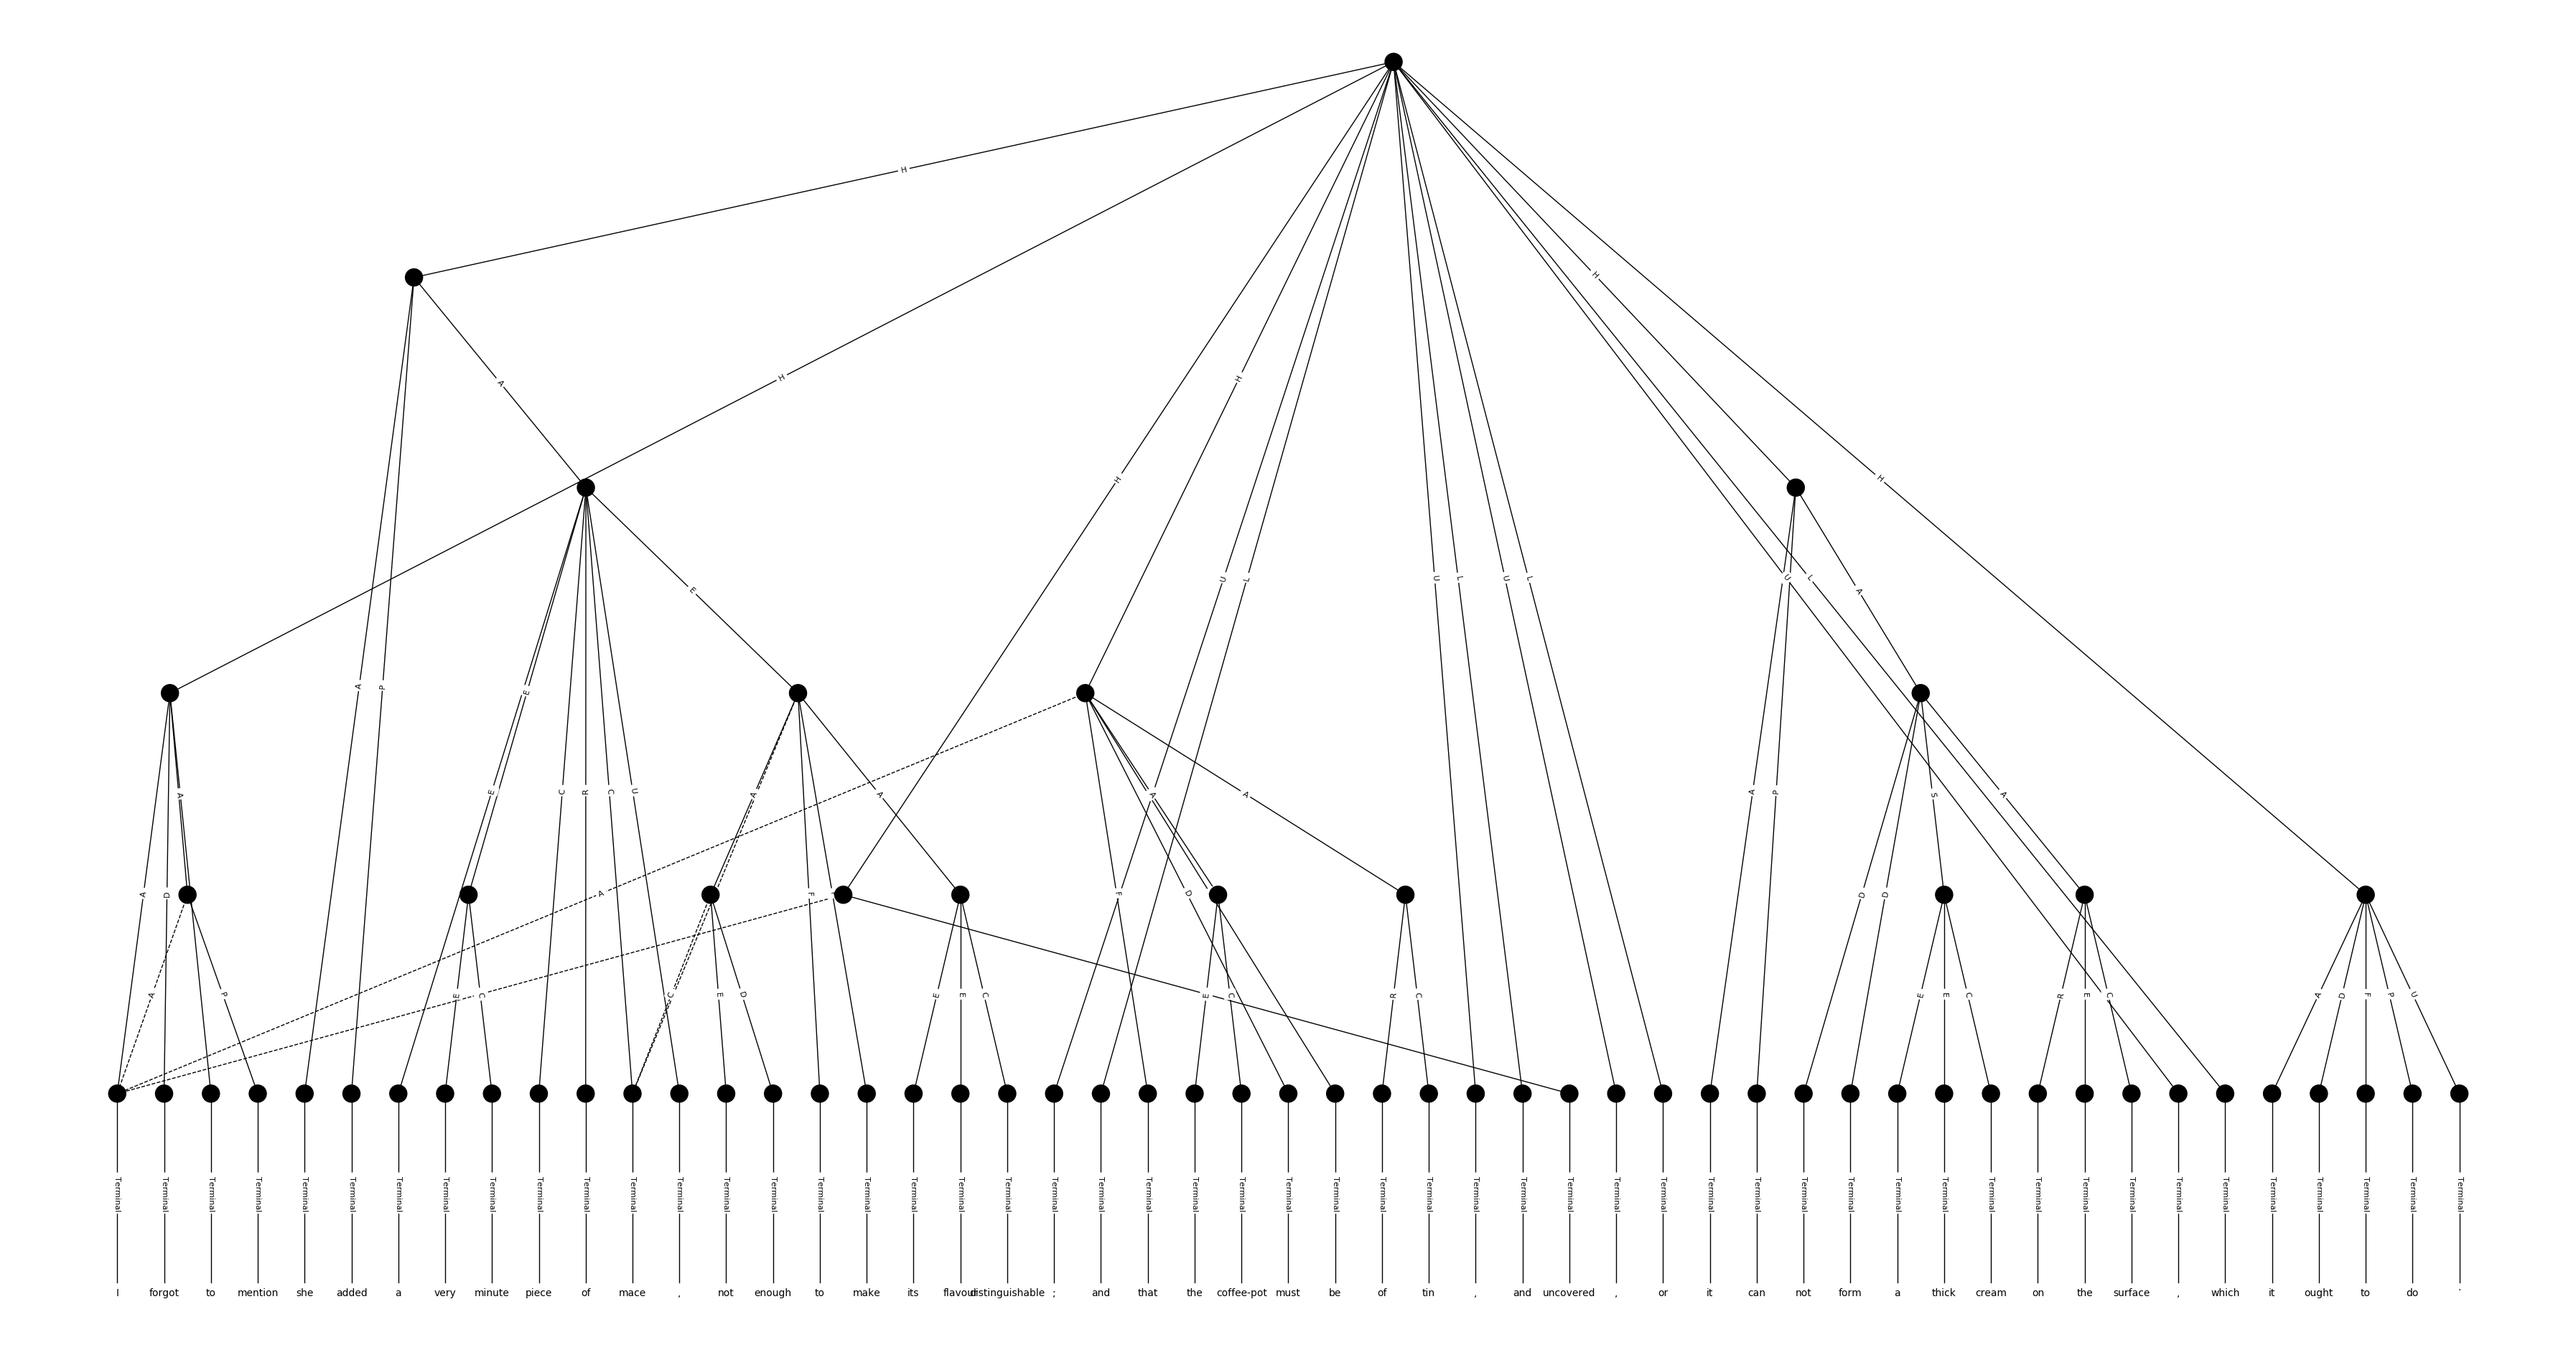 H
H
A
H
H
H
H
E
U
L
U
L
U
L
U
L
A
A
P
E
E
C
R
C
U
A
A
A
A
A
P
S
A
A
D
A
F
F
D
D
D
A
P
E
C
C
E
D
E
E
C
E
C
R
C
E
E
C
R
E
C
A
D
F
P
U
Terminal Terminal Terminal Terminal Terminal Terminal Terminal Terminal Terminal Terminal Terminal Terminal Terminal Terminal Terminal Terminal Terminal Terminal Terminal Terminal Terminal Terminal Terminal Terminal Terminal Terminal Terminal Terminal Terminal Terminal Terminal Terminal Terminal Terminal Terminal Terminal Terminal Terminal Terminal Terminal Terminal Terminal Terminal Terminal Terminal Terminal Terminal Terminal Terminal Terminal Terminal
I forgot to mention she added a very minute piece of mace , not enough to make its flavour distinguishable ; and that the coffee-pot must be of tin , and uncovered , or it can not form a thick cream on the surface , which it ought to do .